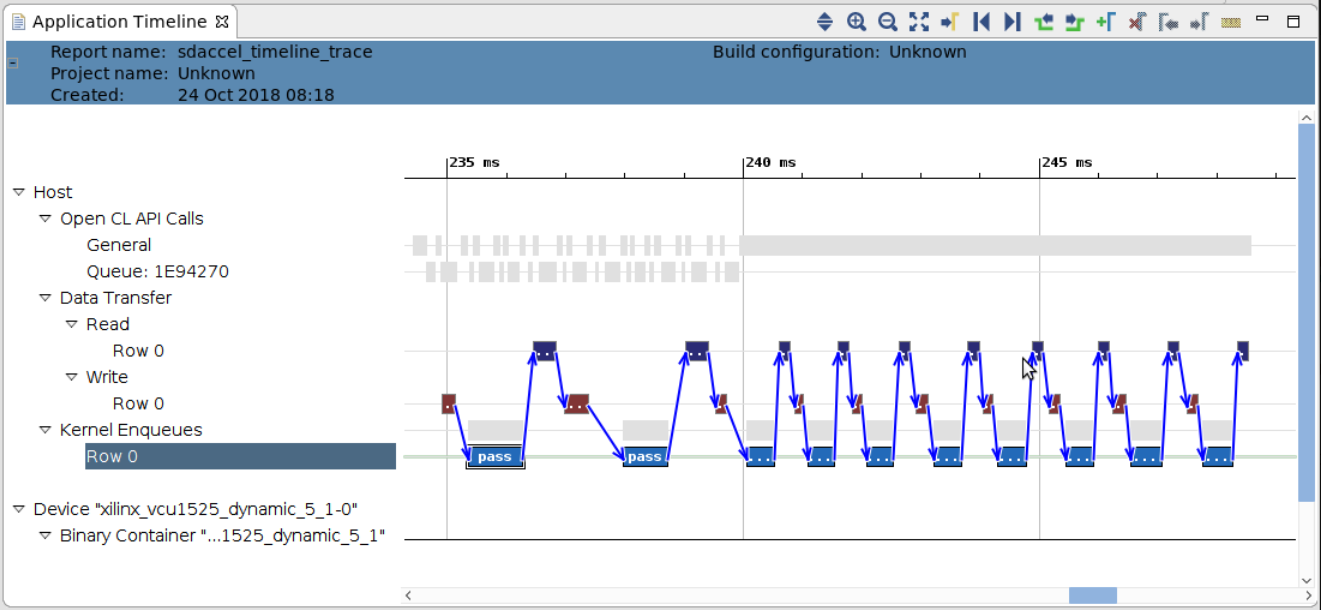 Application Timeline
Report name: sdaccel_timeline_trace
Build configuration: Unknown
Project name: Unknown
Created: 24 Oct 2018 08:18
235 ms
240 ms
245 ms
Host
Open CL API Calls
General
Queue: 1E94270
Data Transfer
Read
Row 0
Write
Row 0
Kernel Enqueues
Row 0
pass
pass
...
...
...
...
...
...
...
...
Device "xilinx_vcu1525_dynamic_5_1-0"
Binary Container "...1525_dynamic_5_1"